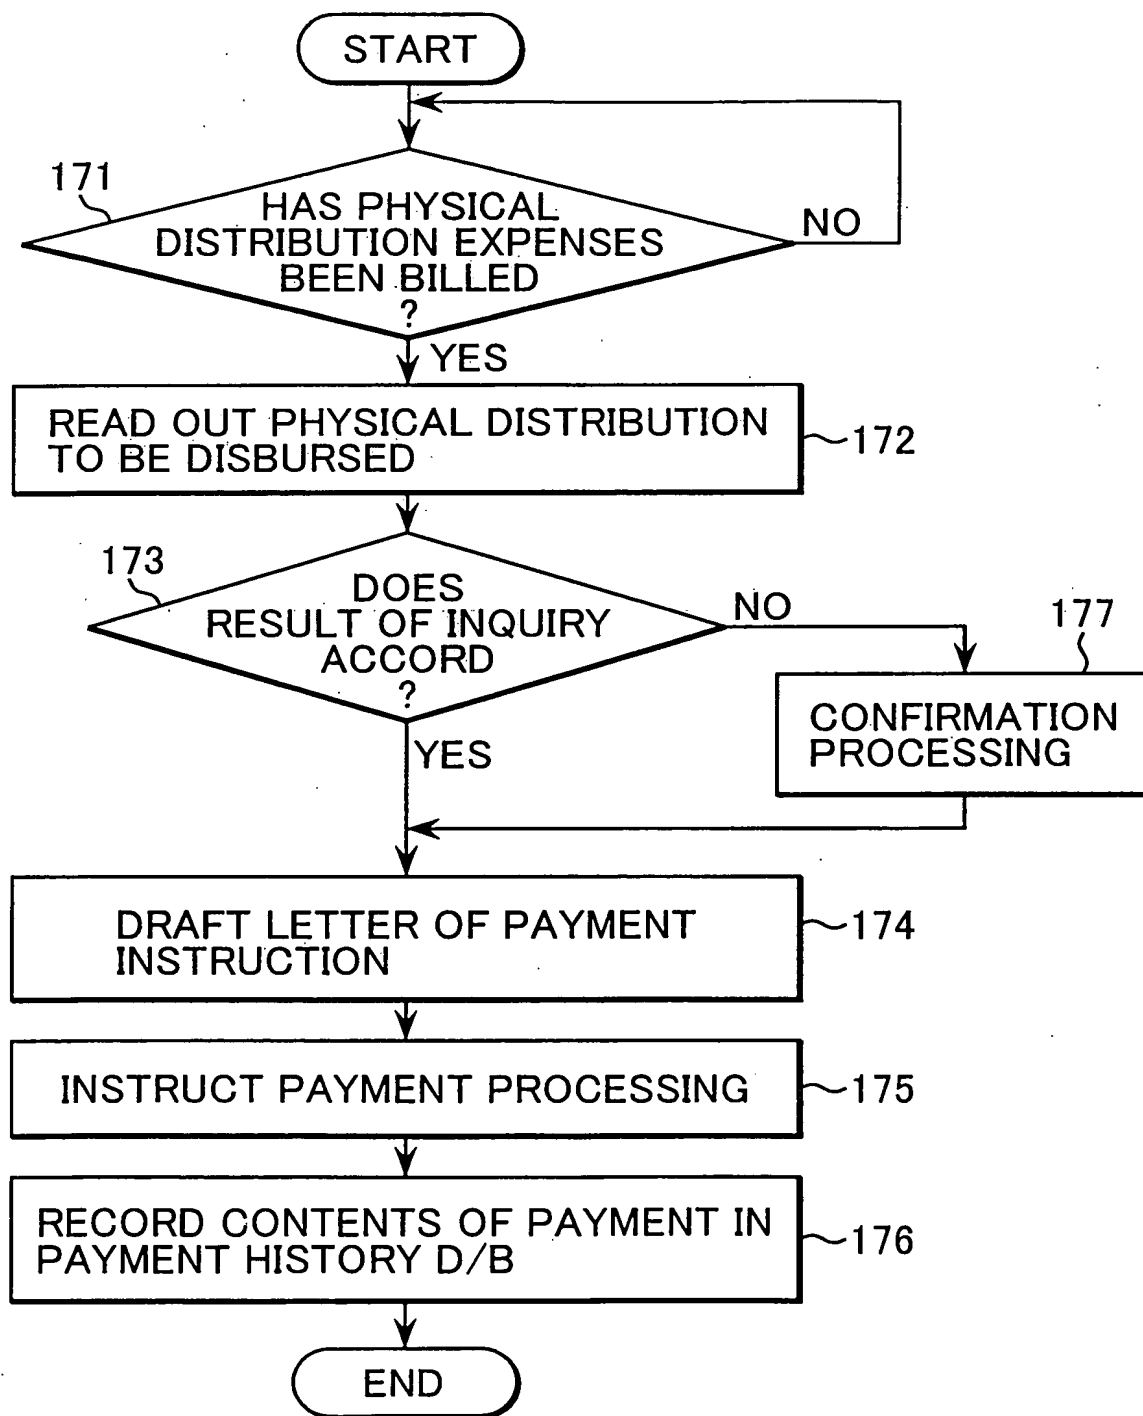 START
171
HAS PHYSICAL
DISTRIBUTION EXPENSES
BEEN BILLED
?
NO
YES
READ OUT PHYSICAL DISTRIBUTION
TO BE DISBURSED
172
173
DOES
RESULT OF INQUIRY
ACCORD
?
NO
177
CONFIRMATION
PROCESSING
YES
DRAFT LETTER OF PAYMENT
INSTRUCTION
174
INSTRUCT PAYMENT PROCESSING
175
RECORD CONTENTS OF PAYMENT IN
PAYMENT HISTORY D/B
176
END